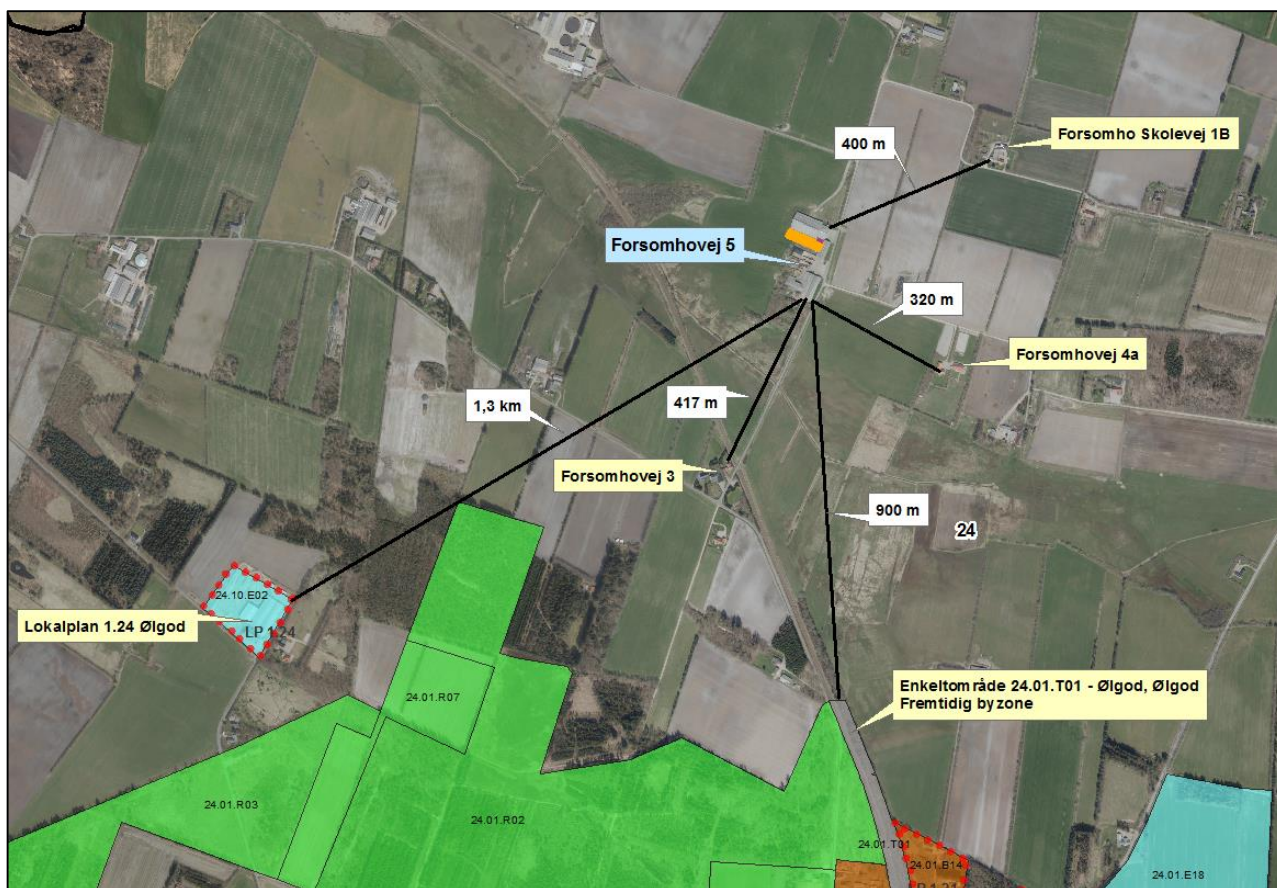 Forsomho Skolevej 1B
400 m
Forsomhovej 5
320 m
Forsomhovej 4a
1,3 km
417 m
Forsomhovej 3
900 m
24
24.10.E02
Lokalplan 1.24 Ølgod
LP 1.24
24.01.R07
Enkeltområde 24.01.T01 - Ølgod, Ølgod
Fremtidig byzone
24.01.R03
24.01.R02
24.01.T01
24.01.B14
24.01.E18